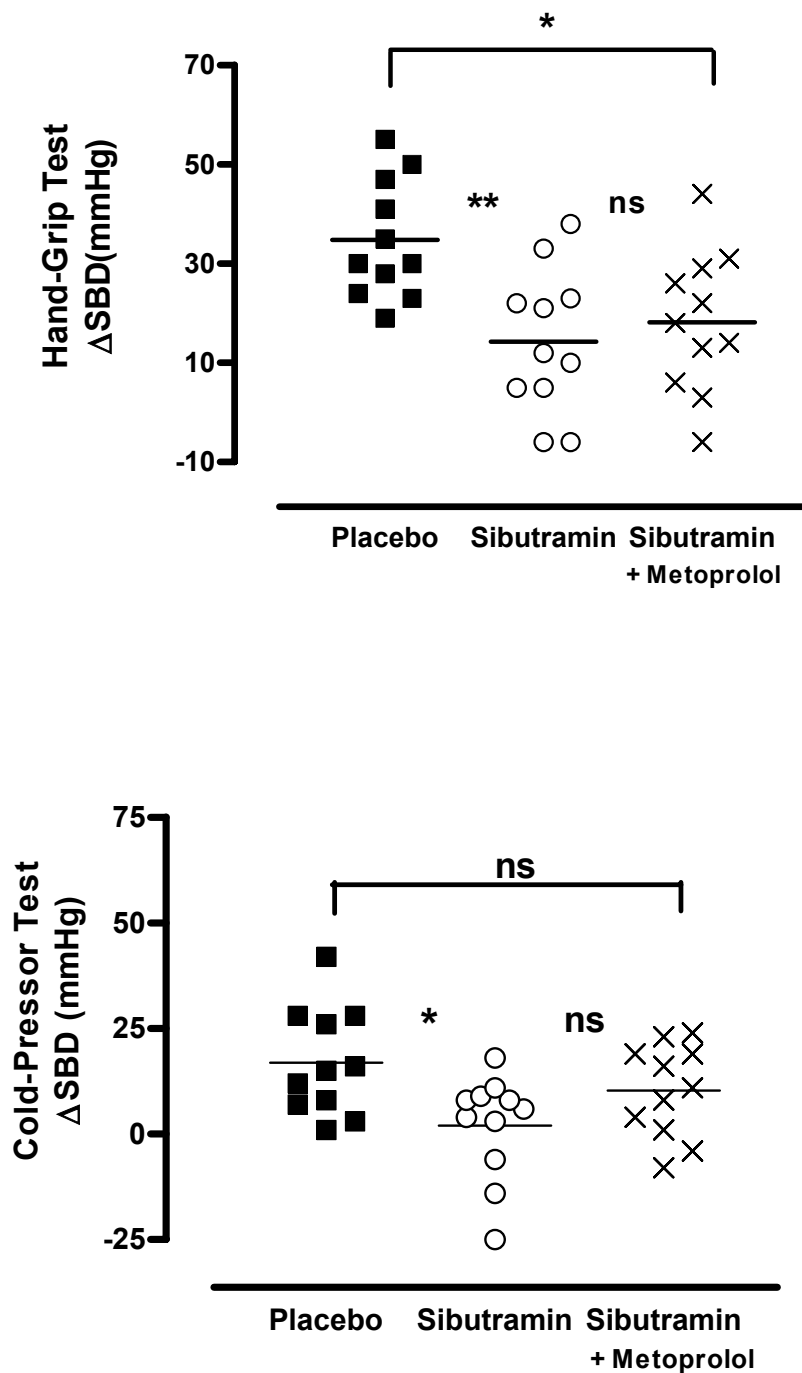 *
70
50
30
10
-10
Hand-Grip Test
ΔSBD(mmHg)
** ns
Placebo Sibutramin Sibutramin
+ Metoprolol
75
50
25
0
-25
Cold-Pressor Test
ΔSBD (mmHg)
ns
* ns
Placebo Sibutramin Sibutramin
+ Metoprolol